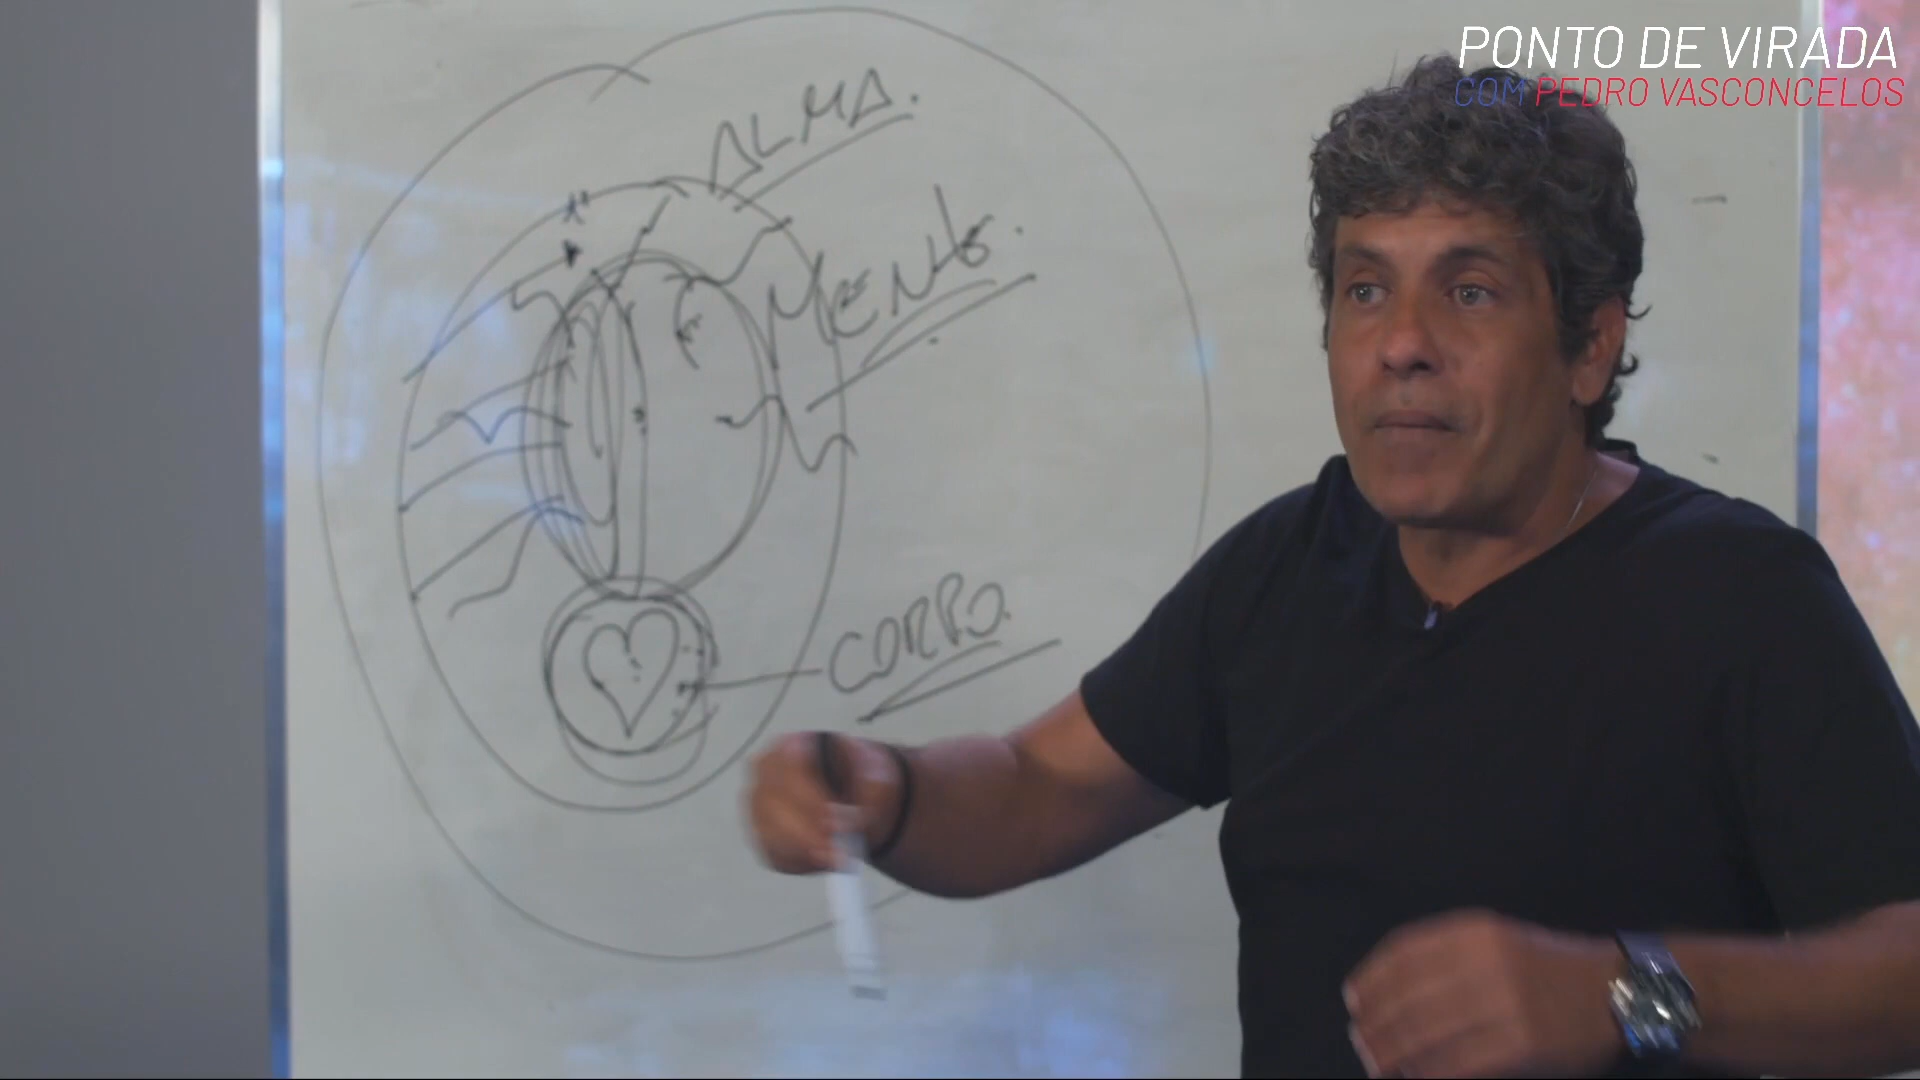 PONTO DE VIRADA
COM PEDRO VASCONCELOS
ALMA.
MENTE.
CORPO.